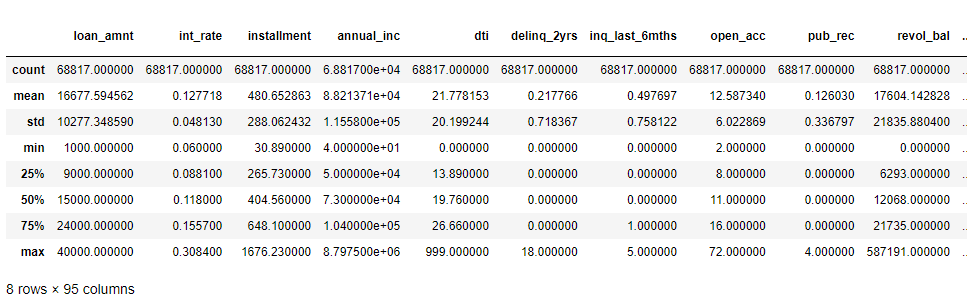 loan_amnt int_rate installment annual_inc dti delinq_2yrs inq_last_6mths open_acc pub_rec revol_bal ...
count 68817.000000 68817.000000 68817.000000 6.881700e+04 68817.000000 68817.000000 68817.000000 68817.000000 68817.000000 68817.000000 ..
mean 16677.594562 0.127718 480.652863 8.821371e+04 21.778153 0.217766 0.497697 12.587340 0.126030 17604.142828 ..
std 10277.348590 0.048130 288.062432 1.155800e+05 20.199244 0.718367 0.758122 6.022869 0.336797 21835.880400 ..
min 1000.000000 0.060000 30.890000 4.000000e+01 0.000000 0.000000 0.000000 2.000000 0.000000 0.000000 ..
25% 9000.000000 0.088100 265.730000 5.000000e+04 13.890000 0.000000 0.000000 8.000000 0.000000 6293.000000 ..
50% 15000.000000 0.118000 404.560000 7.300000e+04 19.760000 0.000000 0.000000 11.000000 0.000000 12068.000000 ..
75% 24000.000000 0.155700 648.100000 1.040000e+05 26.660000 0.000000 1.000000 16.000000 0.000000 21735.000000 ..
max 40000.000000 0.308400 1676.230000 8.797500e+06 999.000000 18.000000 5.000000 72.000000 4.000000 587191.000000 ..
8 rows × 95 columns